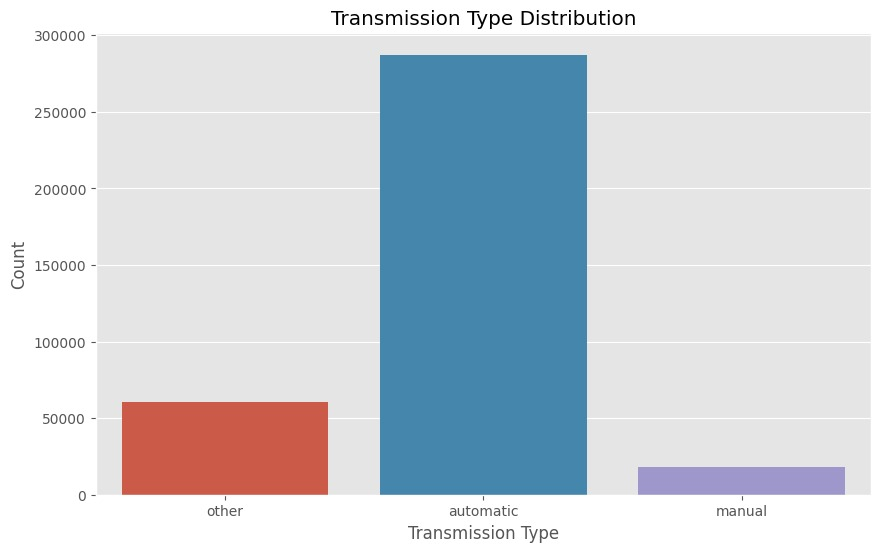 Transmission Type Distribution
300000
250000
200000
150000
100000
50000
0
Count
other automatic manual
Transmission Type